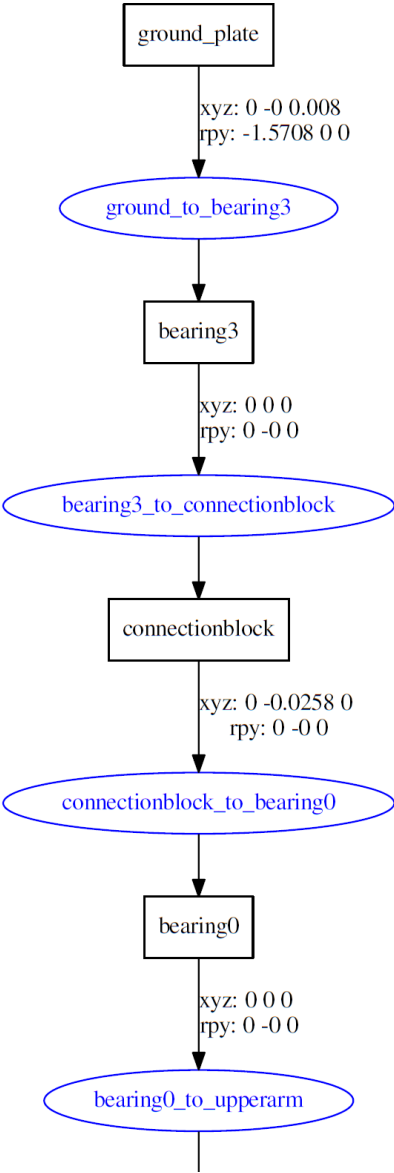 ground_plate
xyz: 0 -0 0.008
rpy: -1.5708 0 0
ground_to_bearing3
bearing3
xyz: 0 0 0
rpy: 0 -0 0
bearing3_to_connectionblock
connectionblock
xyz: 0 -0.0258 0
rpy: 0 -0 0
connectionblock_to_bearing0
bearing0
xyz: 0 0 0
rpy: 0 -0 0
bearing0_to_upperarm